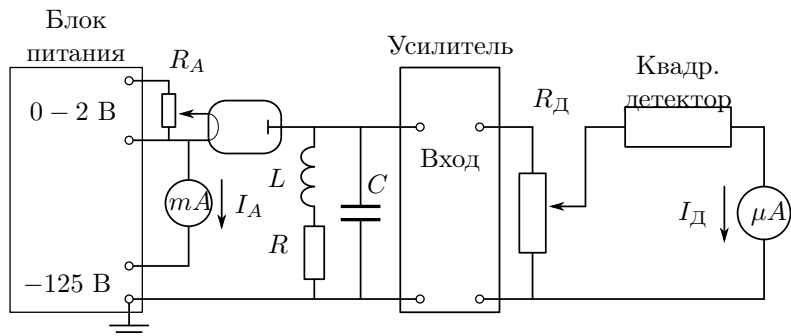 Блок
питания
0 − 2 В
−125 В
R_A
mA
I_A
L
R
C
Усилитель
Вход
R_Д
Квадр.
детектор
I_Д
μA